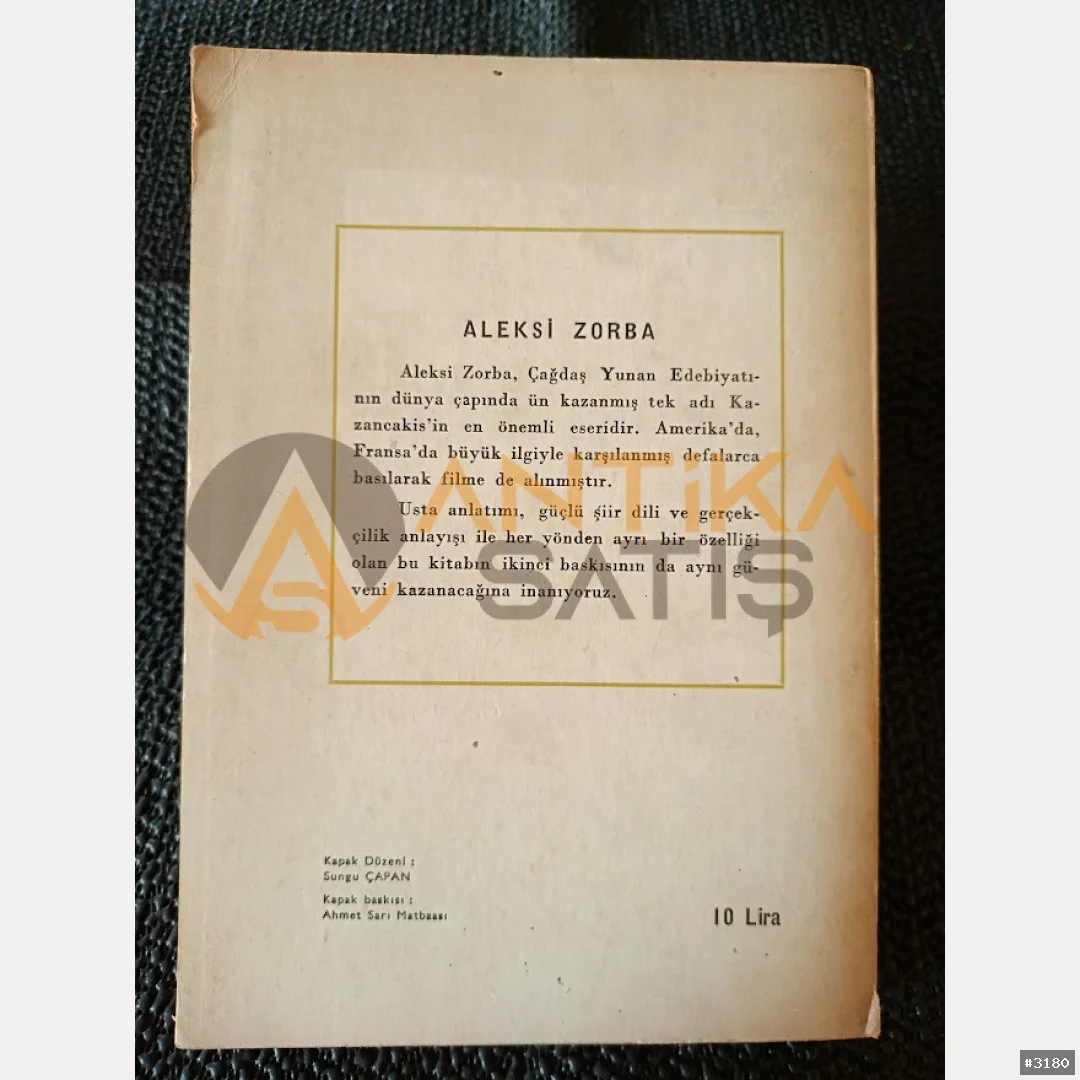 ALEKSİ ZORBA
Aleksi Zorba, Çağdaş Yunan Edebiyatı-
nın dünya çapında ün kazanmış tek adı Ka-
zancakis'in en önemli eseridir. Amerika'da,
Fransa'da büyük ilgiyle karşılanmış defalarca
basılarak filme de alınmıştır.
Usta anlatımı, güçlü şiir dili ve gerçek-
çilik anlayışı ile her yönden ayrı bir özelliği
olan bu kitabın ikinci baskısının da aynı gü-
veni kazanacağına inanıyoruz.
ANTİKA
SATIŞ
Kapak Düzeni :
Sungu ÇAPAN
Kapak baskısı :
Ahmet Sarı Matbaası
10 Lira
#3180